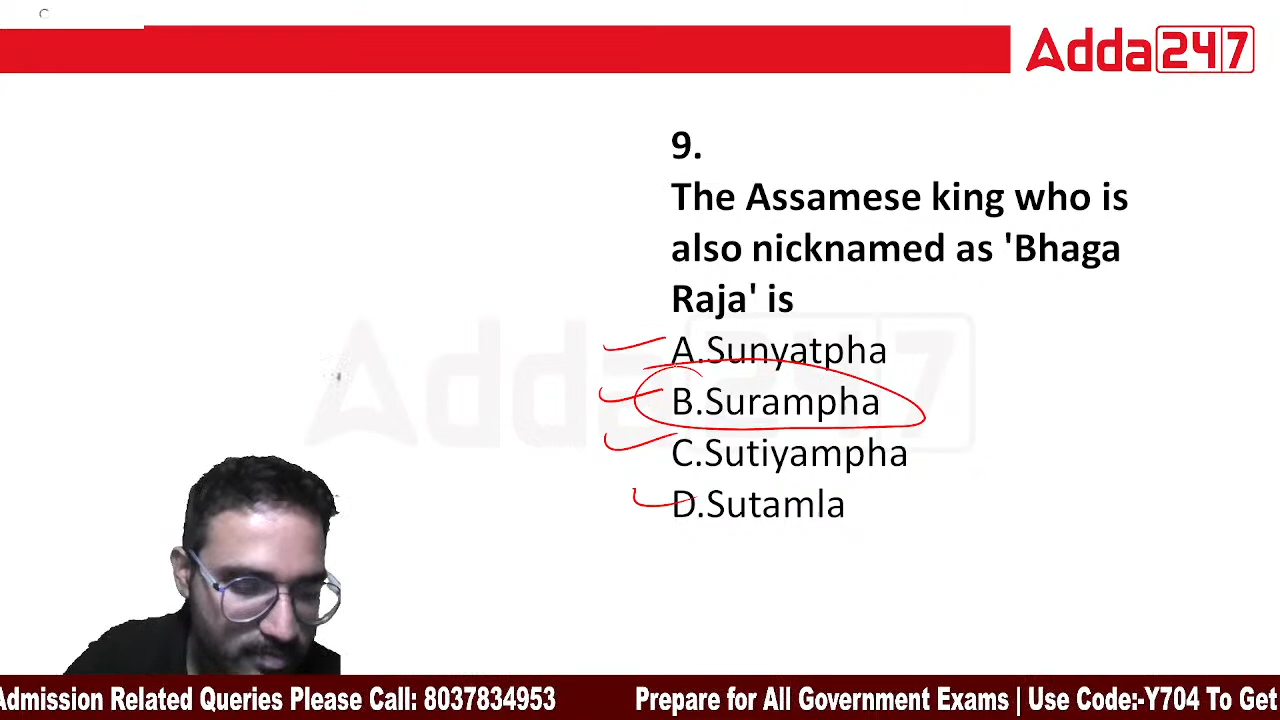 Adda247
9.
The Assamese king who is
also nicknamed as 'Bhaga
Raja' is
A.Sunyatpha
B.Surampha
C.Sutiyampha
D.Sutamla
Adda247
Admission Related Queries Please Call: 8037834953 Prepare for All Government Exams | Use Code:-Y704 To Get